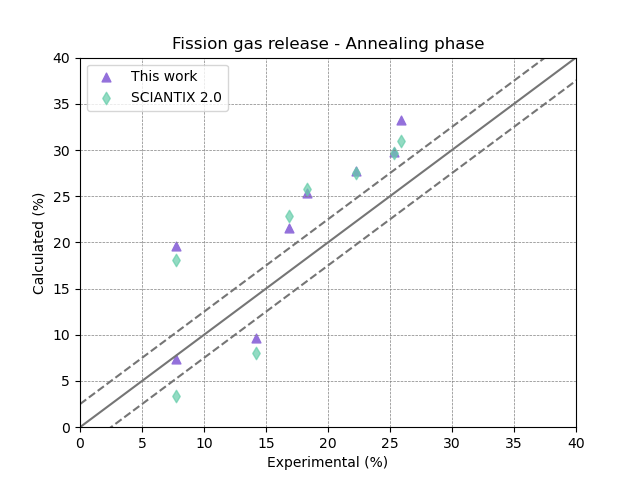 Fission gas release - Annealing phase
This work
SCIANTIX 2.0
Calculated (%)
40
35
30
25
20
15
10
5
0
0 5 10 15 20 25 30 35 40
Experimental (%)